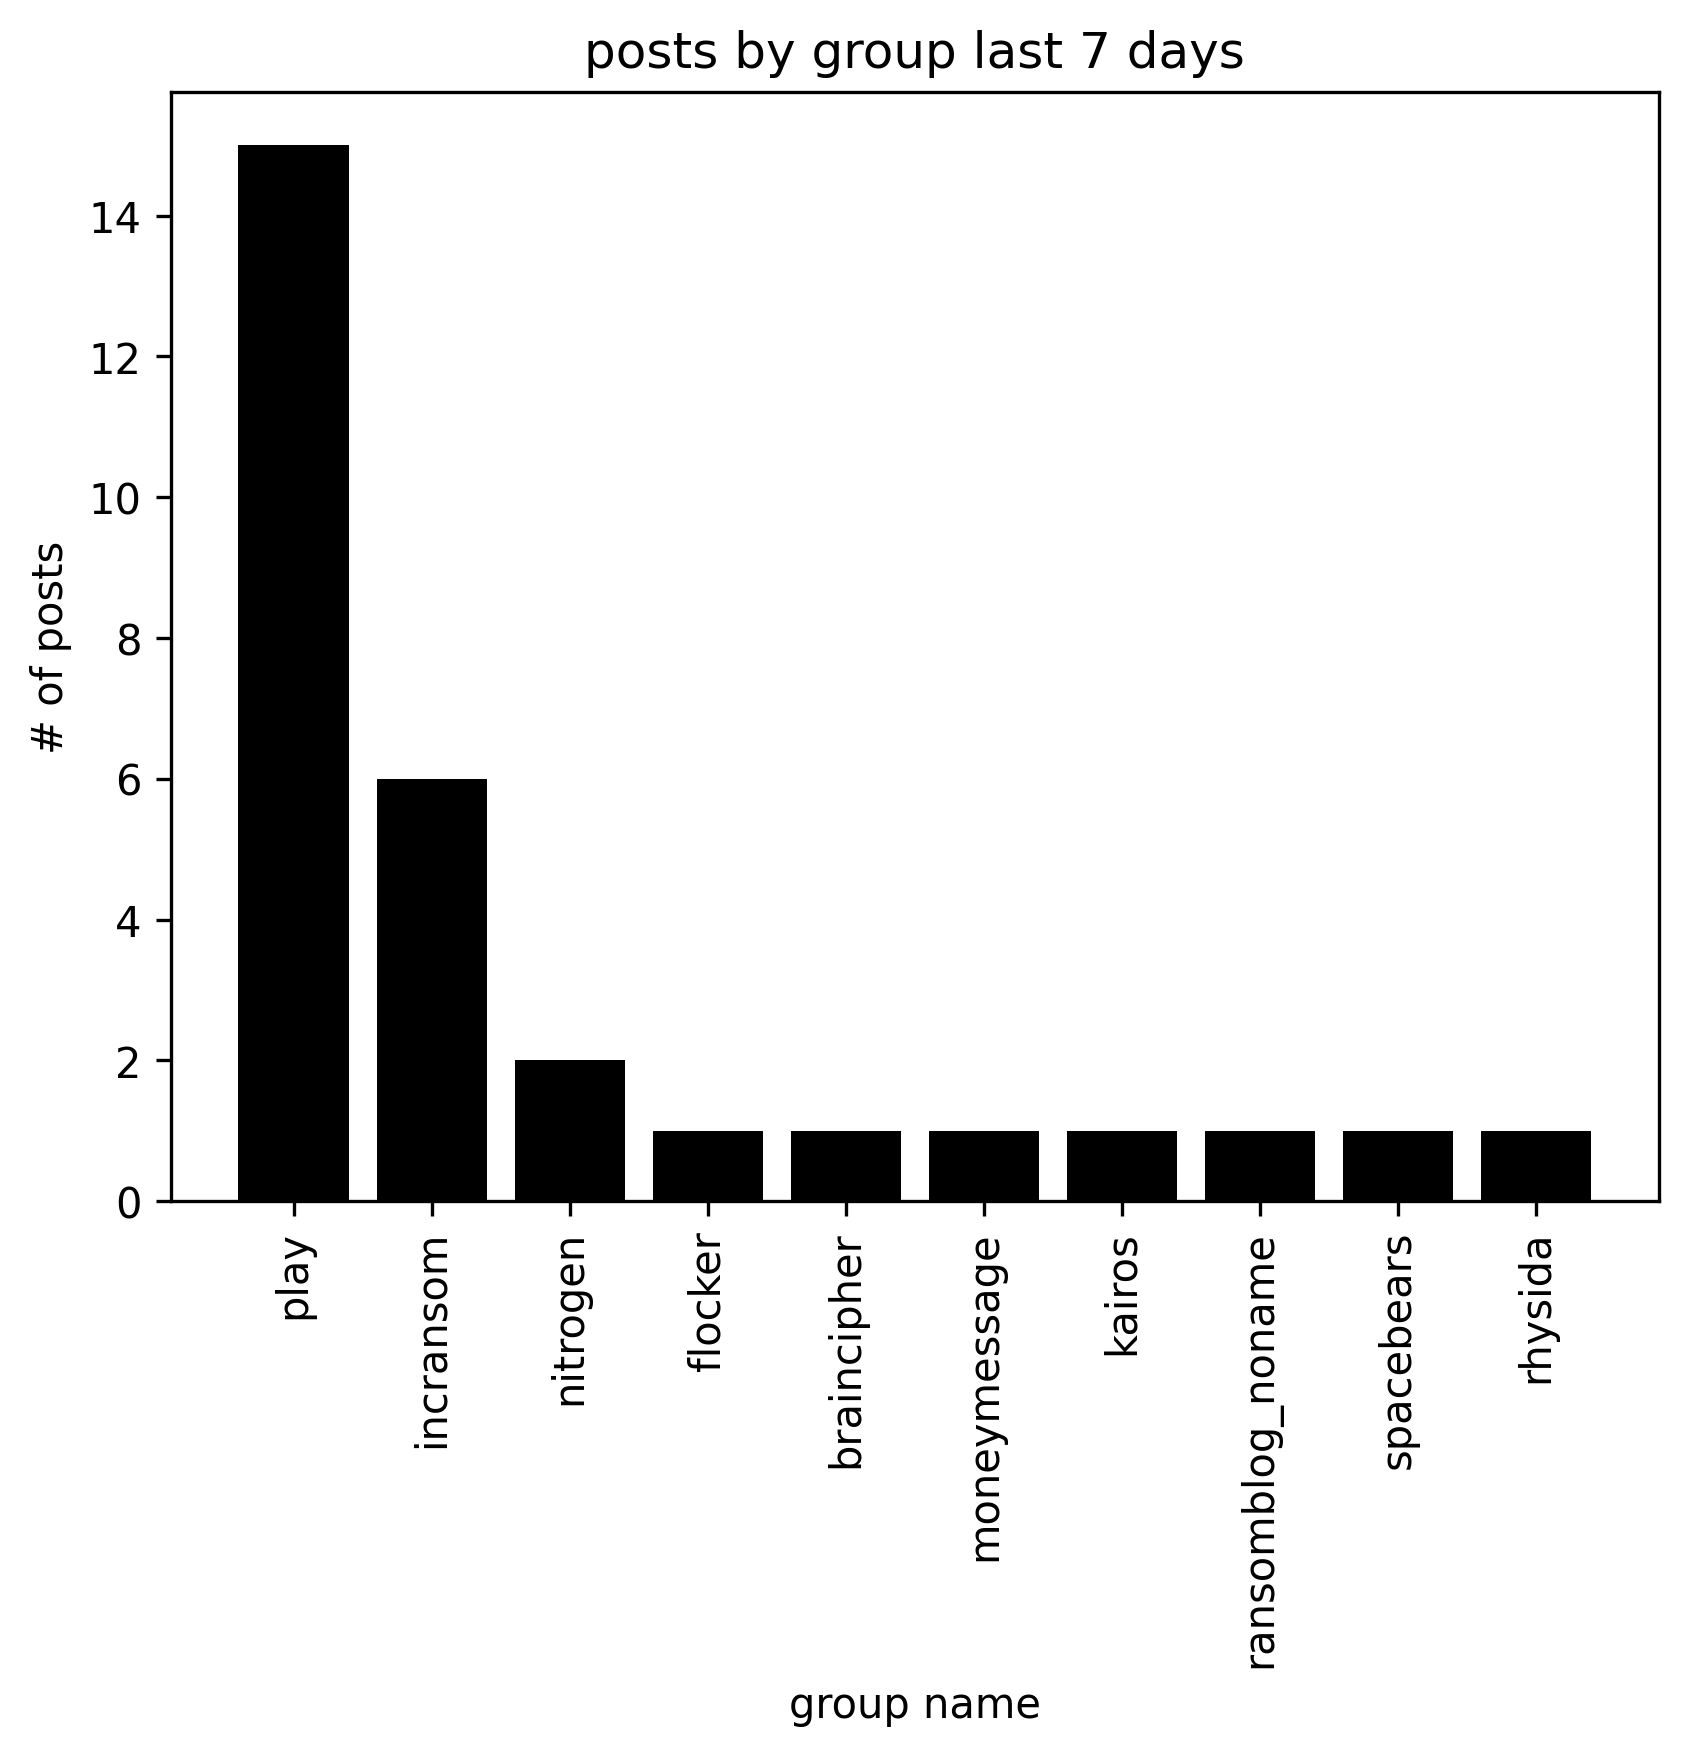 posts by group last 7 days
# of posts
14
12
10
8
6
4
2
0
play
incransom
nitrogen
flocker
braincipher
moneymessage
kairos
ransomblog_noname
spacebears
rhysida
group name